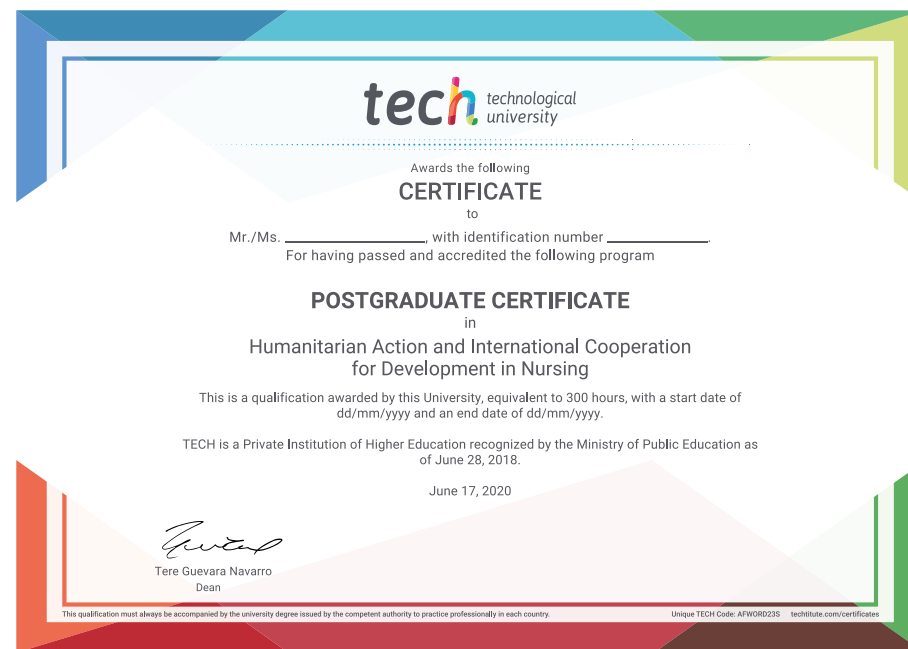 tech technological
university
Awards the following
CERTIFICATE
to
Mr./Ms. ____________________, with identification number ______________.
For having passed and accredited the following program
POSTGRADUATE CERTIFICATE
in
Humanitarian Action and International Cooperation
for Development in Nursing
This is a qualification awarded by this University, equivalent to 300 hours, with a start date of
dd/mm/yyyy and an end date of dd/mm/yyyy.
TECH is a Private Institution of Higher Education recognized by the Ministry of Public Education as
of June 28, 2018.
June 17, 2020
Tere Guevara Navarro
Dean
This qualification must always be accompanied by the university degree issued by the competent authority to practice professionally in each country. Unique TECH Code: AFWORD23S techtitute.com/certificates